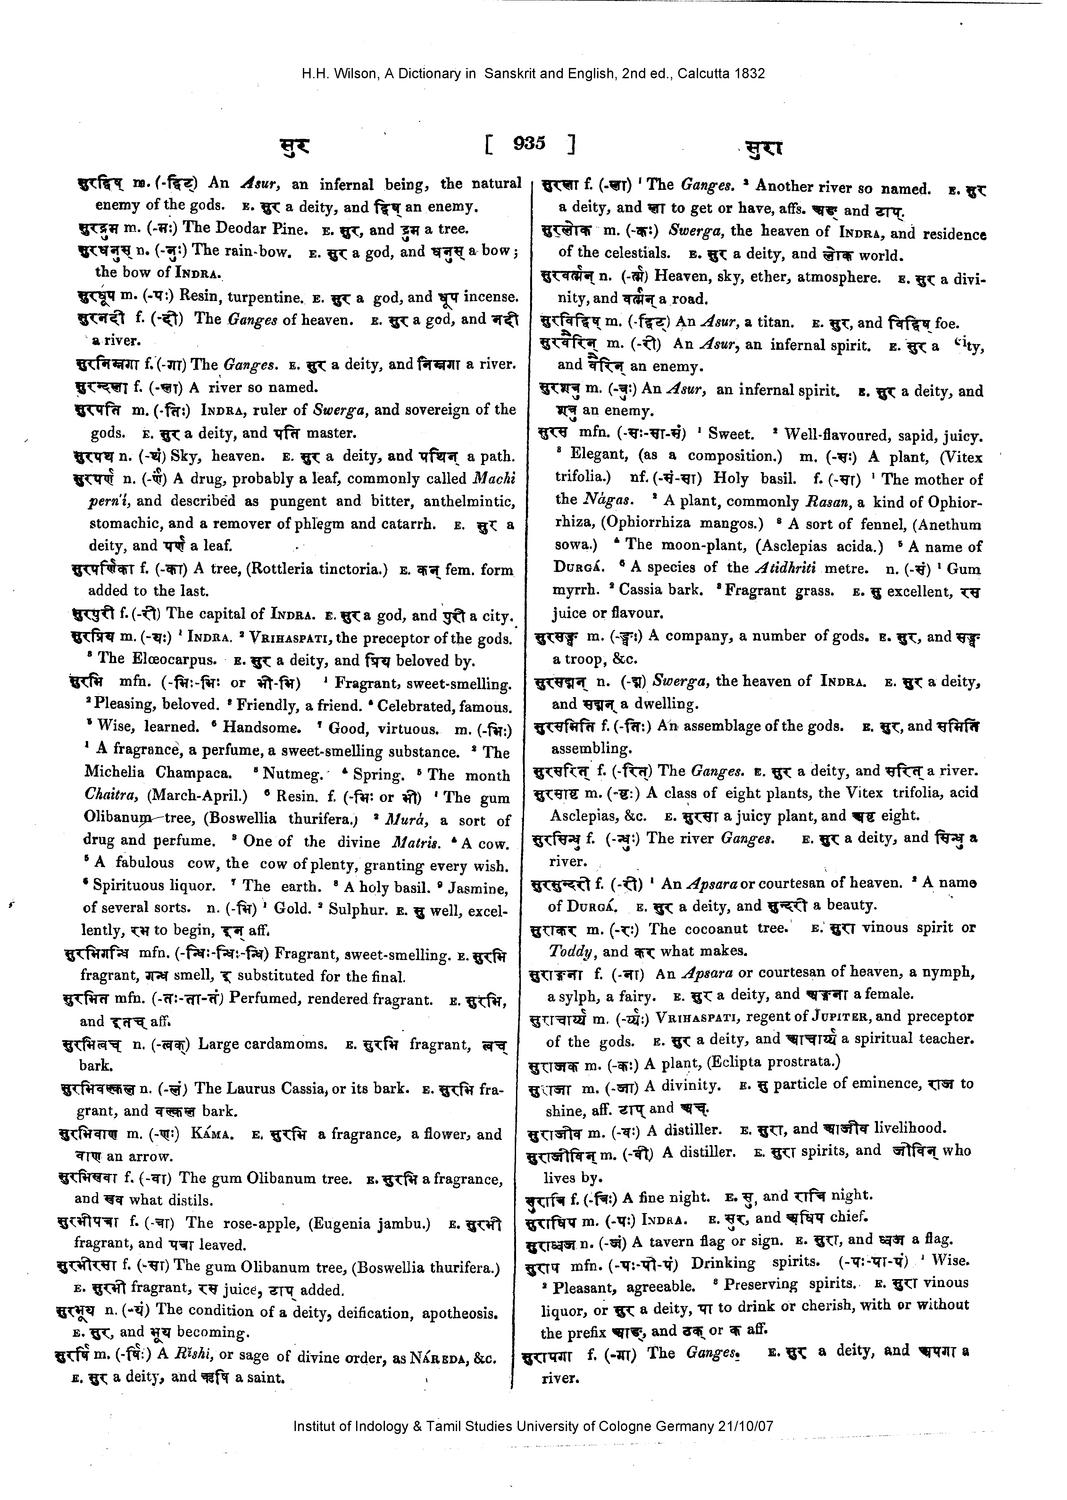 H.H. Wilson, A Dictionary in Sanskrit and English, 2nd ed., Calcutta 1832
सुर [ 935 ] सुरा
सुरद्विष् m. (-द्विट्) An Asur, an infernal being, the natural
enemy of the gods. E. सुर a deity, and द्विष् an enemy.
सुरद्रुम m. (-मः) The Deodar Pine. E. सुर, and द्रुम a tree.
सुरधनुस् n. (-नुः) The rain-bow. E. सुर a god, and धनुस् a bow;
the bow of INDRA.
सुरधूप m. (-पः) Resin, turpentine. E. सुर a god, and धूप incense.
सुरनदी f. (-दी) The Ganges of heaven. E. सुर a god, and नदी
a river.
सुरनिम्नगा f. (-गा) The Ganges. E. सुर a deity, and निम्नगा a river.
सुरन्दला f. (-ला) A river so named.
सुरपति m. (-तिः) INDRA, ruler of Swerga, and sovereign of the
gods. E. सुर a deity, and पति master.
सुरपथ n. (-थं) Sky, heaven. E. सुर a deity, and पथिन् a path.
सुरपर्ण n. (-र्णं) A drug, probably a leaf, commonly called Machi
perṉ'i, and described as pungent and bitter, anthelmintic,
stomachic, and a remover of phlegm and catarrh. E. सुर a
deity, and पर्ण a leaf.
सुरपर्णिका f. (-का) A tree, (Rottleria tinctoria.) E. कन् fem. form
added to the last.
सुरपुरी f. (-री) The capital of INDRA. E. सुर a god, and पुरी a city.
सुरप्रिय m. (-यः) ¹ INDRA. ² VRIHASPATI, the preceptor of the gods.
³ The Elœocarpus. E. सुर a deity, and प्रिय beloved by.
सुरभि mfn. (-भिः-भिः or भी-भि) ¹ Fragrant, sweet-smelling.
² Pleasing, beloved. ³ Friendly, a friend. ⁴ Celebrated, famous.
⁵ Wise, learned. ⁶ Handsome. ⁷ Good, virtuous. m. (-भिः)
¹ A fragrance, a perfume, a sweet-smelling substance. ² The
Michelia Champaca. ³ Nutmeg. ⁴ Spring. ⁵ The month
Chaitra, (March-April.) ⁶ Resin. f. (-भिः or भी) ¹ The gum
Olibanum-tree, (Boswellia thurifera.) ² Murá, a sort of
drug and perfume. ³ One of the divine Matris. ⁴ A cow.
⁵ A fabulous cow, the cow of plenty, granting every wish.
⁶ Spirituous liquor. ⁷ The earth. ⁸ A holy basil. ⁹ Jasmine,
of several sorts. n. (-भि) ¹ Gold. ² Sulphur. E. सु well, excel-
lently, रभ to begin, इन् aff.
सुरभिगन्धि mfn. (-न्धिः-न्धिः-न्धि) Fragrant, sweet-smelling. E. सुरभि
fragrant, गन्ध smell, इ substituted for the final.
सुरभित mfn. (-तः-ता-तं) Perfumed, rendered fragrant. E. सुरभि,
and इतच् aff.
सुरभित्वच् n. (-त्वक्) Large cardamoms. E. सुरभि fragrant, त्वच्
bark.
सुरभिवल्कल n. (-लं) The Laurus Cassia, or its bark. E. सुरभि fra-
grant, and वल्कल bark.
सुरभिवाण m. (-णः) KÁMA. E. सुरभि a fragrance, a flower, and
वाण an arrow.
सुरभिस्रवा f. (-वा) The gum Olibanum tree. E. सुरभि a fragrance,
and स्रव what distils.
सुरभीपत्रा f. (-त्रा) The rose-apple, (Eugenia jambu.) E. सुरभी
fragrant, and पत्रा leaved.
सुरभीरसा f. (-सा) The gum Olibanum tree, (Boswellia thurifera.)
E. सुरभी fragrant, रस juice, टाप् added.
सुरभूय n. (-यं) The condition of a deity, deification, apotheosis.
E. सुर, and भूय becoming.
सुरर्षि m. (-र्षिः) A Rĭshi, or sage of divine order, as NÁREDA, &c.
E. सुर a deity, and ऋषि a saint.
सुरला f. (-ला) ¹ The Ganges. ² Another river so named. E. सुर
a deity, and ला to get or have, affs. अङ् and टाप्.
सुरलोक m. (-कः) Swerga, the heaven of INDRA, and residence
of the celestials. E. सुर a deity, and लोक world.
सुरवर्त्मन् n. (-र्त्म) Heaven, sky, ether, atmosphere. E. सुर a divi-
nity, and वर्त्मन् a road.
सुरविद्विष् m. (-द्विट्) An Asur, a titan. E. सुर, and विद्विष् foe.
सुरवैरिन् m. (-री) An Asur, an infernal spirit. E. सुर a city,
and वैरिन् an enemy.
सुरशत्रु m. (-त्रुः) An Asur, an infernal spirit. E. सुर a deity, and
शत्रु an enemy.
सुरस mfn. (-सः-सा-सं) ¹ Sweet. ² Well-flavoured, sapid, juicy.
³ Elegant, (as a composition.) m. (-सः) A plant, (Vitex
trifolia.) nf. (-सं-सा) Holy basil. f. (-सा) ¹ The mother of
the Nágas. ² A plant, commonly Rasan, a kind of Ophior-
rhiza, (Ophiorrhiza mangos.) ³ A sort of fennel, (Anethum
sowa.) ⁴ The moon-plant, (Asclepias acida.) ⁵ A name of
DURGÁ. ⁶ A species of the Atidhriti metre. n. (-सं) ¹ Gum
myrrh. ² Cassia bark. ³ Fragrant grass. E. सु excellent, रस
juice or flavour.
सुरसङ्घ m. (-ङ्घः) A company, a number of gods. E. सुर, and सङ्घ
a troop, &c.
सुरसद्मन् n. (-द्म) Swerga, the heaven of INDRA. E. सुर a deity,
and सद्मन् a dwelling.
सुरसमिति f. (-तिः) An assemblage of the gods. E. सुर, and समिति
assembling.
सुरसरित् f. (-रित्) The Ganges. E. सुर a deity, and सरित् a river.
सुरसाष्ट m. (-ष्टः) A class of eight plants, the Vitex trifolia, acid
Asclepias, &c. E. सुरसा a juicy plant, and अष्ट eight.
सुरसिन्धु f. (-न्धुः) The river Ganges. E. सुर a deity, and सिन्धु a
river.
सुरसुन्दरी f. (-री) ¹ An Apsara or courtesan of heaven. ² A name
of DURGÁ. E. सुर a deity, and सुन्दरी a beauty.
सुराकर m. (-रः) The cocoanut tree. E. सुरा vinous spirit or
Toddy, and कर what makes.
सुराङ्गना f. (-ना) An Apsara or courtesan of heaven, a nymph,
a sylph, a fairy. E. सुर a deity, and अङ्गना a female.
सुराचार्य्य m. (-र्य्यः) VRIHASPATI, regent of JUPITER, and preceptor
of the gods. E. सुर a deity, and आचार्य्य a spiritual teacher.
सुराजक m. (-कः) A plant, (Eclipta prostrata.)
सुराजा m. (-जा) A divinity. E. सु particle of eminence, राज to
shine, aff. टाप् and अच्.
सुराजीव m. (-वः) A distiller. E. सुरा, and आजीव livelihood.
सुराजीविन् m. (-वी) A distiller. E. सुरा spirits, and जीविन् who
lives by.
सुरात्रि f. (-त्रिः) A fine night. E. सु, and रात्रि night.
सुराधिप m. (-पः) INDRA. E. सुर, and अधिप chief.
सुराध्वज n. (-जं) A tavern flag or sign. E. सुरा, and ध्वज a flag.
सुराप mfn. (-पः-पी-पं) Drinking spirits. (-पः-पा-पं) ¹ Wise.
² Pleasant, agreeable. ³ Preserving spirits. E. सुरा vinous
liquor, or सुर a deity, पा to drink or cherish, with or without
the prefix आङ्, and ठक् or क aff.
सुरापगा f. (-गा) The Ganges. E. सुर a deity, and अपगा a
river.
Institut of Indology & Tamil Studies University of Cologne Germany 21/10/07